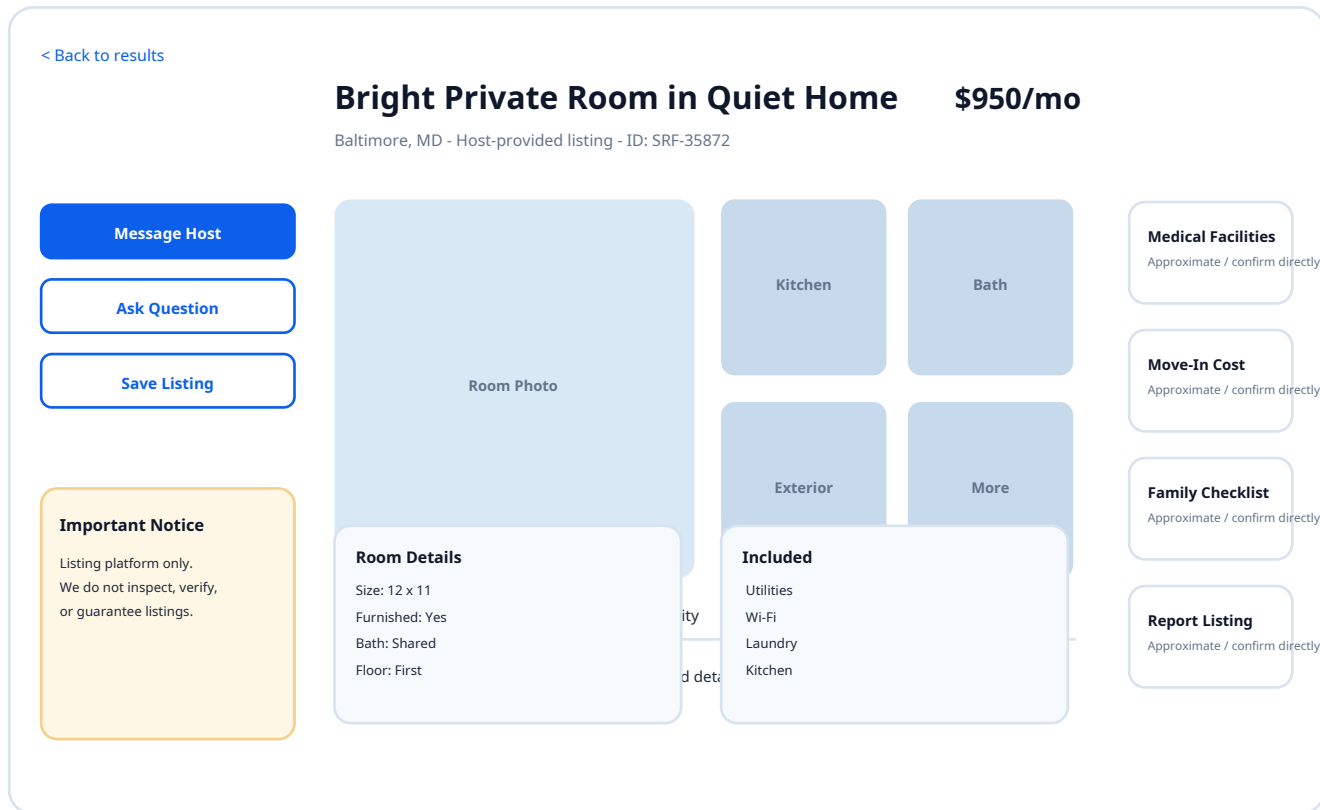 < Back to results
Bright Private Room in Quiet Home
$950/mo
Baltimore, MD - Host-provided listing - ID: SRF-35872
Message Host
Ask Question
Save Listing
Important Notice
Listing platform only.
We do not inspect, verify,
or guarantee listings.
Room Photo
Kitchen
Bath
Exterior
More
Room Details
Size: 12 x 11
Furnished: Yes
Bath: Shared
Floor: First
Included
Utilities
Wi-Fi
Laundry
Kitchen
Medical Facilities
Approximate / confirm directly
Move-In Cost
Approximate / confirm directly
Family Checklist
Approximate / confirm directly
Report Listing
Approximate / confirm directly